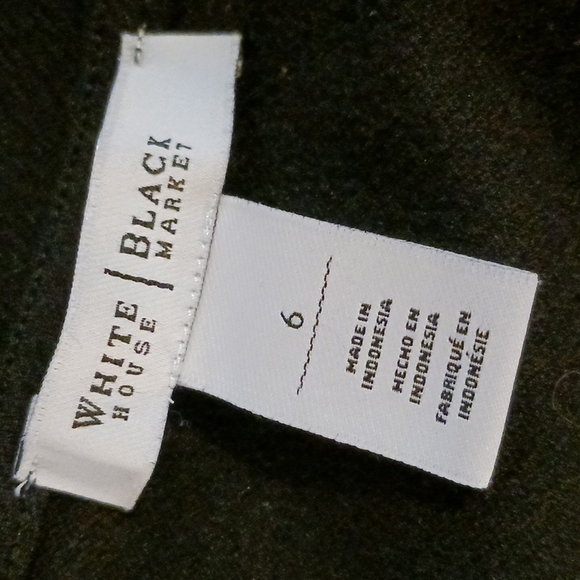 WHITE | BLACK
HOUSE MARKET
6
MADE IN
INDONESIA
HECHO EN
INDONESIA
FABRIQUÉ EN
INDONÉSIE